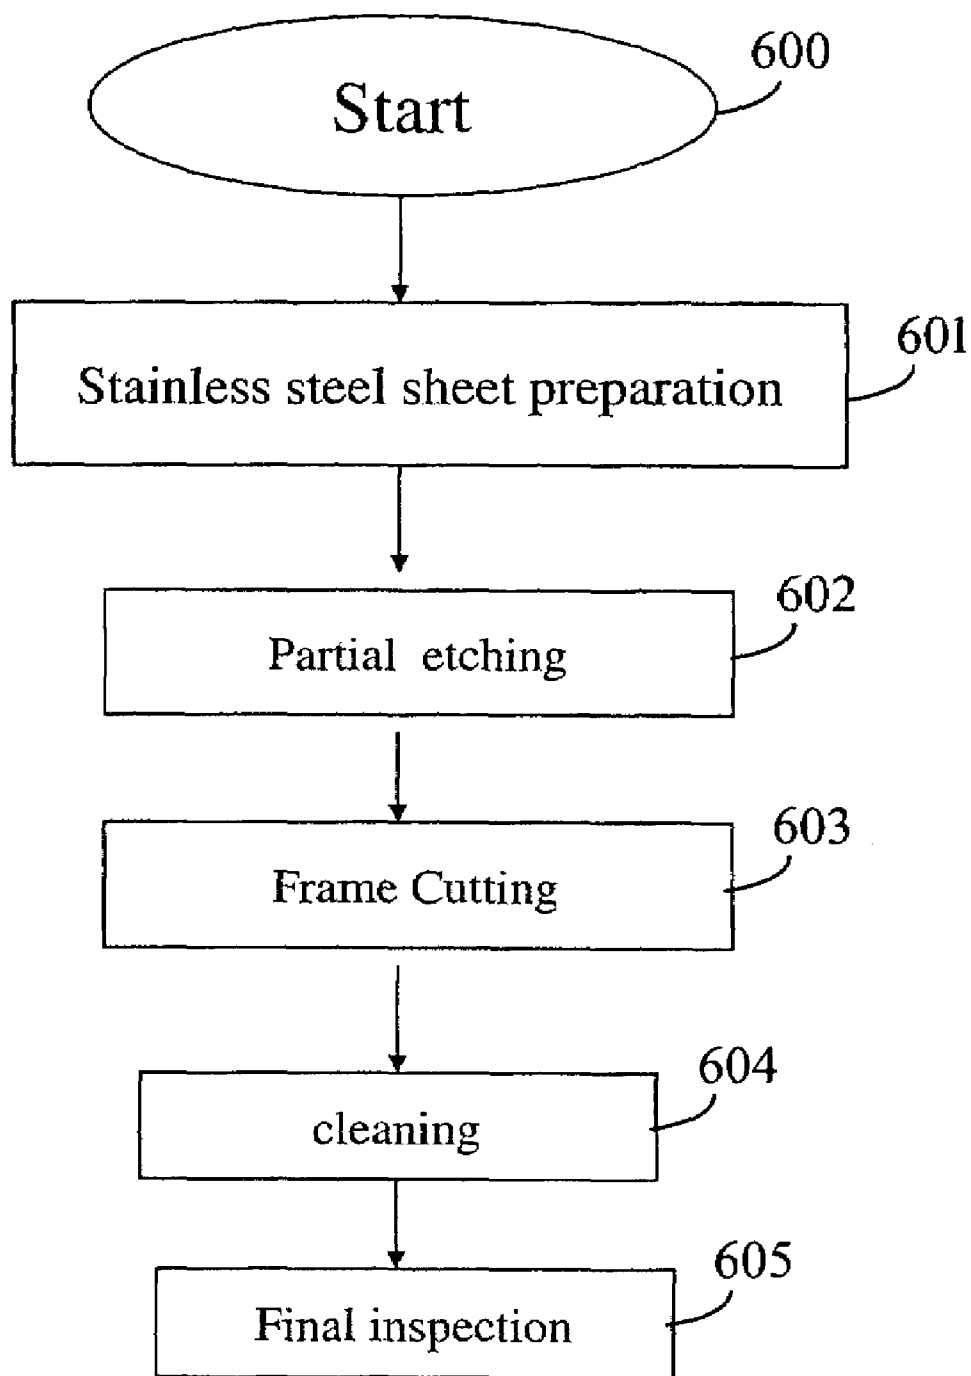 600
Start
601
Stainless steel sheet preparation
602
Partial etching
603
Frame Cutting
604
cleaning
605
Final inspection